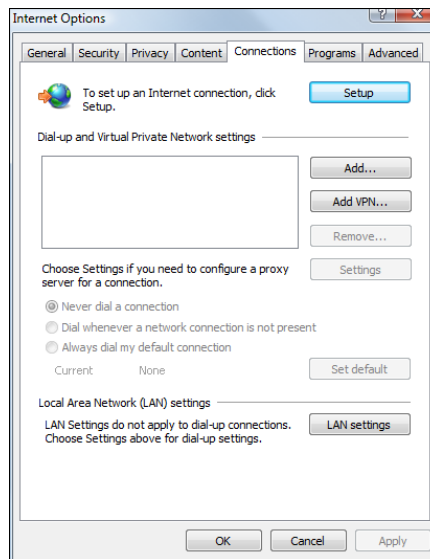 Internet Options
General Security Privacy Content Connections Programs Advanced
To set up an Internet connection, click
Setup.
Setup
Dial-up and Virtual Private Network settings
Add...
Add VPN...
Remove...
Choose Settings if you need to configure a proxy
server for a connection.
Settings
Never dial a connection
Dial whenever a network connection is not present
Always dial my default connection
Current None
Set default
Local Area Network (LAN) settings
LAN Settings do not apply to dial-up connections.
Choose Settings above for dial-up settings.
LAN settings
OK Cancel Apply